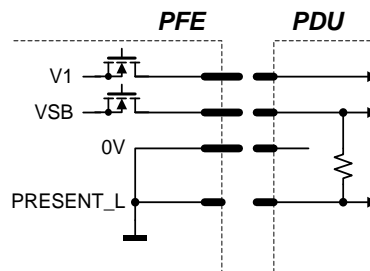 PFE PDU
V1
VSB
0V
PRESENT_L